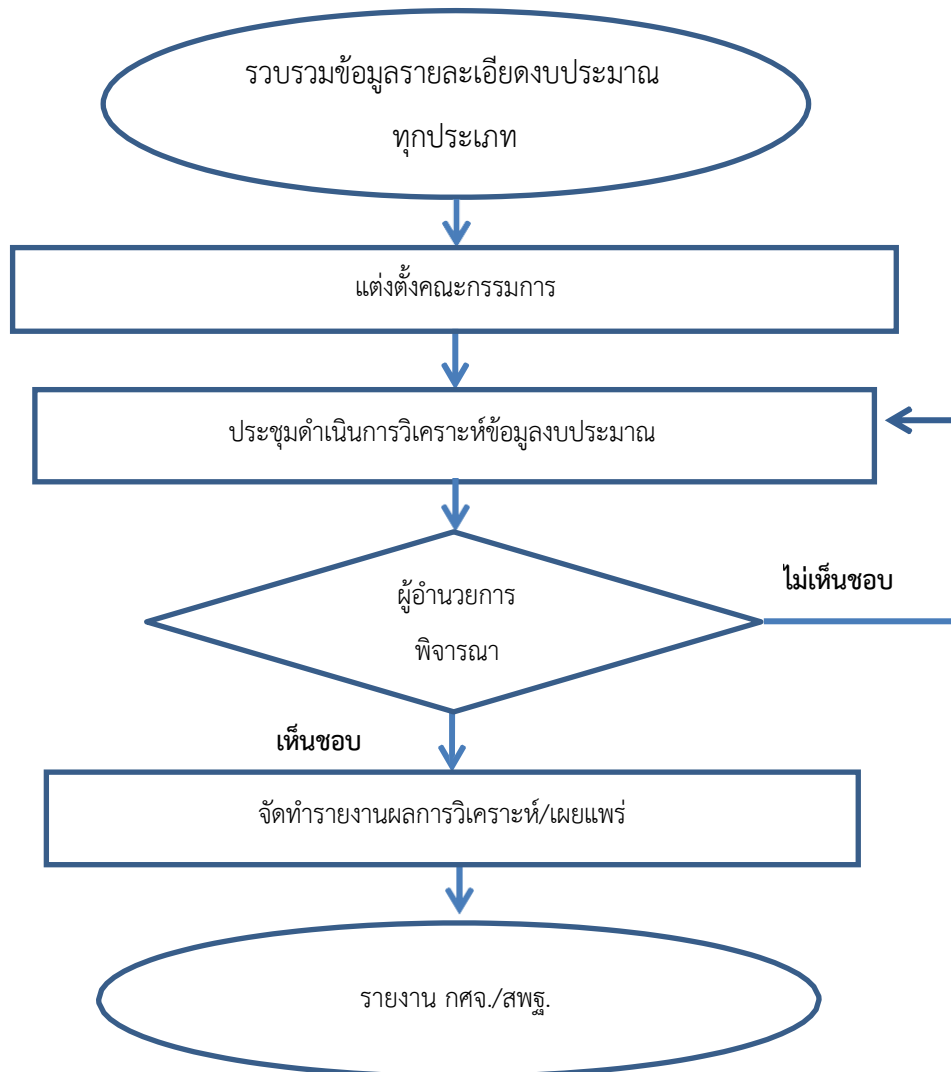 รวบรวมข้อมูลรายละเอียดงบประมาณ
ทุกประเภท
แต่งตั้งคณะกรรมการ
ประชุมดำเนินการวิเคราะห์ข้อมูลงบประมาณ
ผู้อำนวยการ
พิจารณา
ไม่เห็นชอบ
เห็นชอบ
จัดทำรายงานผลการวิเคราะห์/เผยแพร่
รายงาน กศจ./สพฐ.